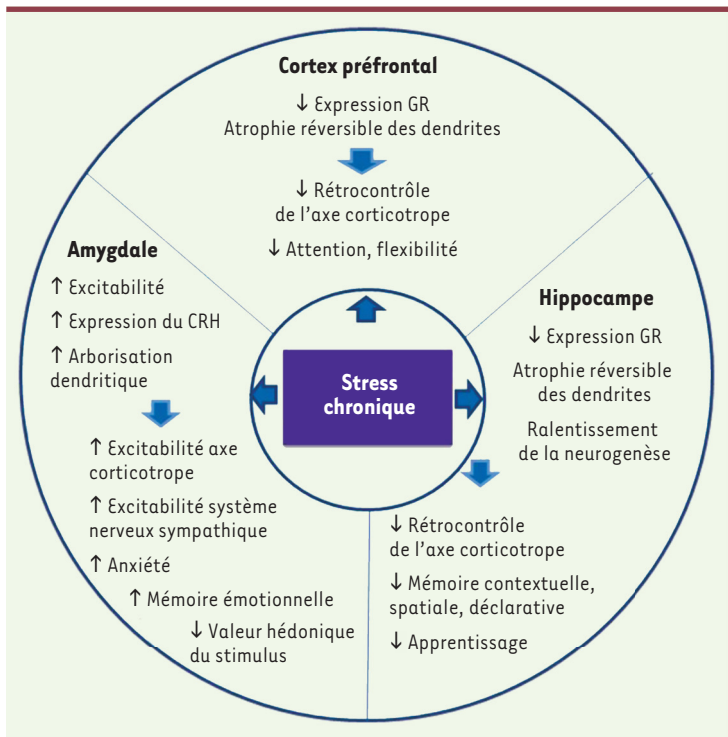 Cortex préfrontal
↓ Expression GR
Atrophie réversible des dendrites
↓ Rétrocontrôle
de l’axe corticotrope
↓ Attention, flexibilité
Amygdale
↑ Excitabilité
↑ Expression du CRH
↑ Arborisation
dendritique
↑ Excitabilité axe
corticotrope
↑ Excitabilité système
nerveux sympathique
↑ Anxiété
↑ Mémoire émotionnelle
↓ Valeur hédonique
du stimulus
Stress
chronique
Hippocampe
↓ Expression GR
Atrophie réversible
des dendrites
Ralentissement
de la neurogenèse
↓ Rétrocontrôle
de l’axe corticotrope
↓ Mémoire contextuelle,
spatiale, déclarative
↓ Apprentissage